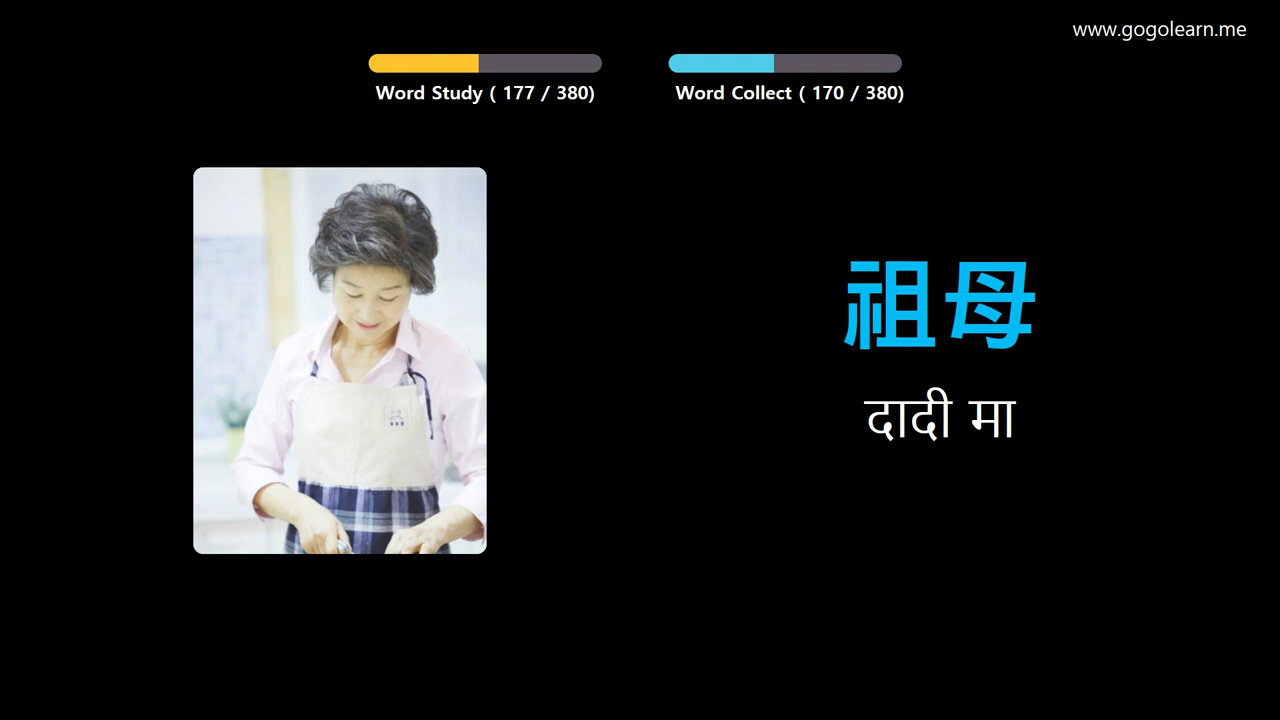 www.gogolearn.me
Word Study ( 177 / 380)
Word Collect ( 170 / 380)
祖母
दादी मा